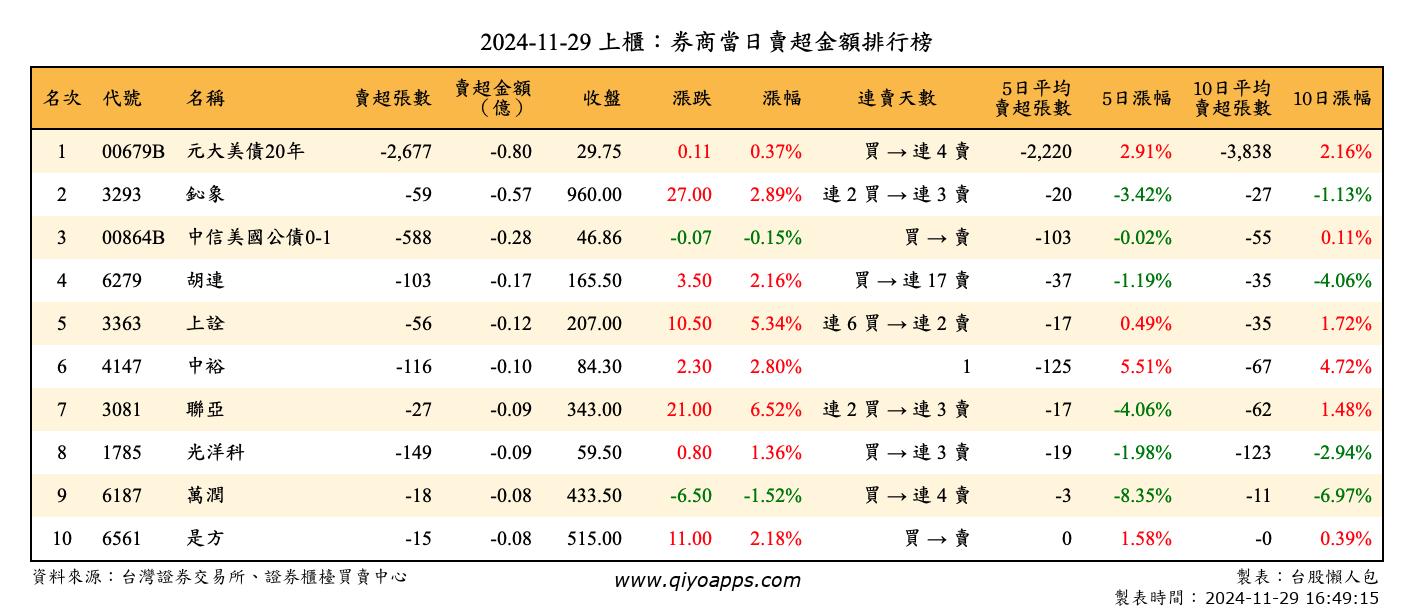 2024-11-29 上櫃：券商當日賣超金額排行榜
名次 代號 名稱 賣超張數 賣超金額（億） 收盤 漲跌 漲幅 連賣天數 5日平均賣超張數 5日漲幅 10日平均賣超張數 10日漲幅
1 00679B 元大美債20年 -2,677 -0.80 29.75 0.11 0.37% 買 → 連 4 賣 -2,220 2.91% -3,838 2.16%
2 3293 鈊象 -59 -0.57 960.00 27.00 2.89% 連 2 買 → 連 3 賣 -20 -3.42% -27 -1.13%
3 00864B 中信美國公債0-1 -588 -0.28 46.86 -0.07 -0.15% 買 → 賣 -103 -0.02% -55 0.11%
4 6279 胡連 -103 -0.17 165.50 3.50 2.16% 買 → 連 17 賣 -37 -1.19% -35 -4.06%
5 3363 上詮 -56 -0.12 207.00 10.50 5.34% 連 6 買 → 連 2 賣 -17 0.49% -35 1.72%
6 4147 中裕 -116 -0.10 84.30 2.30 2.80% 1 -125 5.51% -67 4.72%
7 3081 聯亞 -27 -0.09 343.00 21.00 6.52% 連 2 買 → 連 3 賣 -17 -4.06% -62 1.48%
8 1785 光洋科 -149 -0.09 59.50 0.80 1.36% 買 → 連 3 賣 -19 -1.98% -123 -2.94%
9 6187 萬潤 -18 -0.08 433.50 -6.50 -1.52% 買 → 連 4 賣 -3 -8.35% -11 -6.97%
10 6561 是方 -15 -0.08 515.00 11.00 2.18% 買 → 賣 0 1.58% -0 0.39%
資料來源：台灣證券交易所、證券櫃檯買賣中心 www.qiyoapps.com 製表：台股懶人包
製表時間：2024-11-29 16:49:15